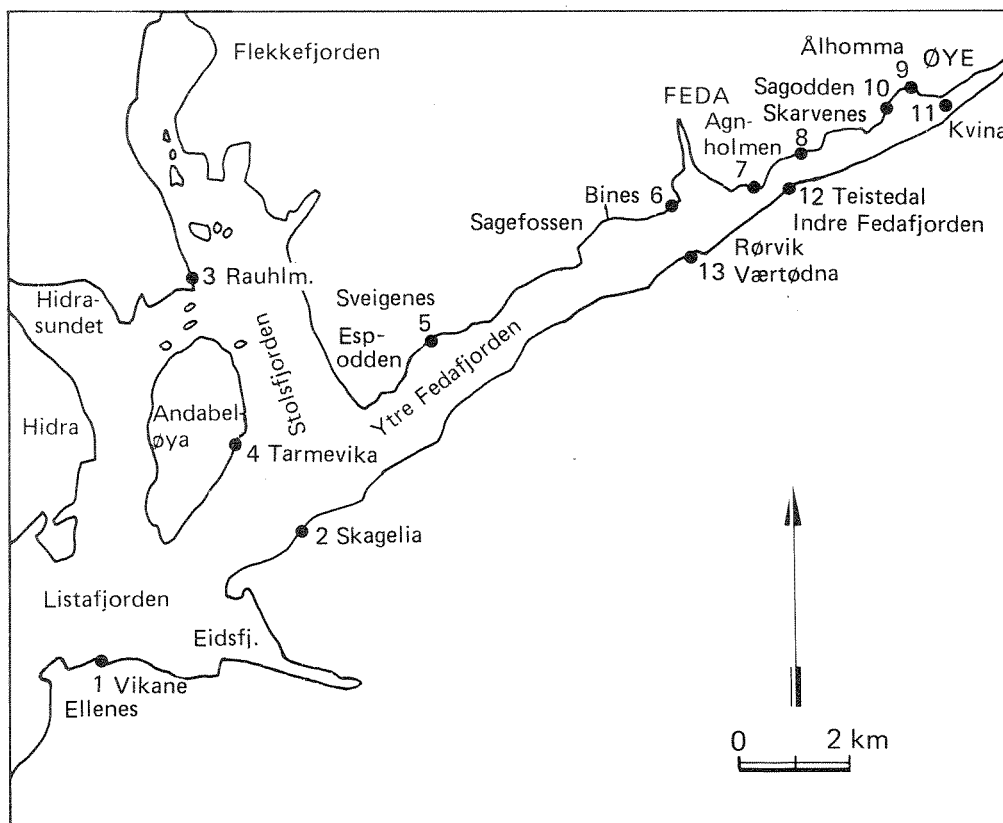 Flekkefjorden
Ålhomma
9
ØYE
Sagodden 10
Skarvenes
11
Kvina
FEDA
Agn-
holmen
8
7
Bines 6
Sagefossen
12 Teistedal
Indre Fedafjorden
Rørvik
13 Værtødna
3 Rauhlm.
Hidra-
sundet
Sveigenes
5
Esp-
odden
Stolsfjorden
Ytre Fedafjorden
Hidra
Andabel-
øya
4 Tarmevika
2 Skagelia
Listafjorden
Eidsfj.
1 Vikane
Ellenes
0 2 km